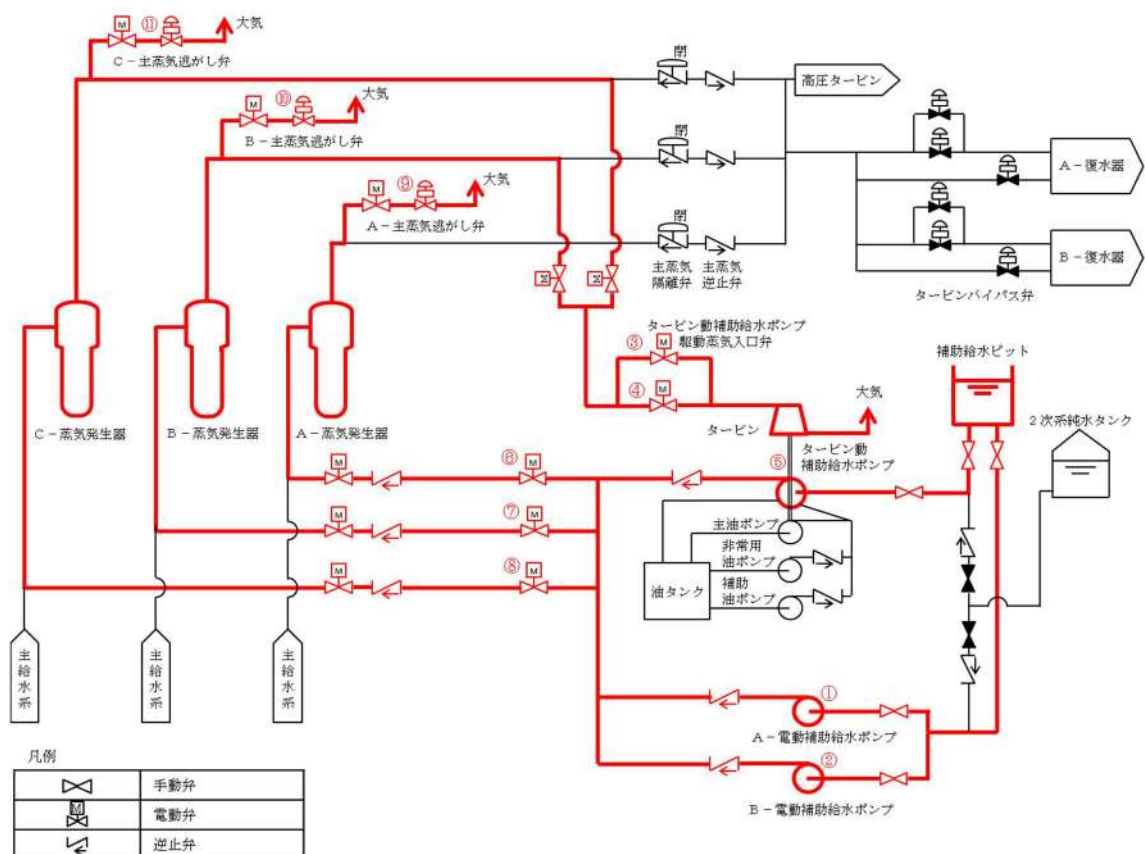 ⑪
大気
M
C-主蒸気逃がし弁
閉
高圧タービン
⑩
大気
M
B-主蒸気逃がし弁
閉
A-復水器
⑨
大気
M
A-主蒸気逃がし弁
閉
主蒸気
隔離弁
主蒸気
逆止弁
B-復水器
タービンバイパス弁
M
M
タービン動補助給水ポンプ
駆動蒸気入口弁
③
M
④
M
補助給水ピット
大気
2次系純水タンク
C-蒸気発生器
B-蒸気発生器
A-蒸気発生器
タービン
タービン動
補助給水ポンプ
⑤
M
⑥
M
主油ポンプ
M
⑦
M
非常用
油ポンプ
M
⑧
M
油タンク
補助
油ポンプ
主給水系
主給水系
主給水系
①
A-電動補助給水ポンプ
②
B-電動補助給水ポンプ
凡例
手動弁
M
電動弁
逆止弁